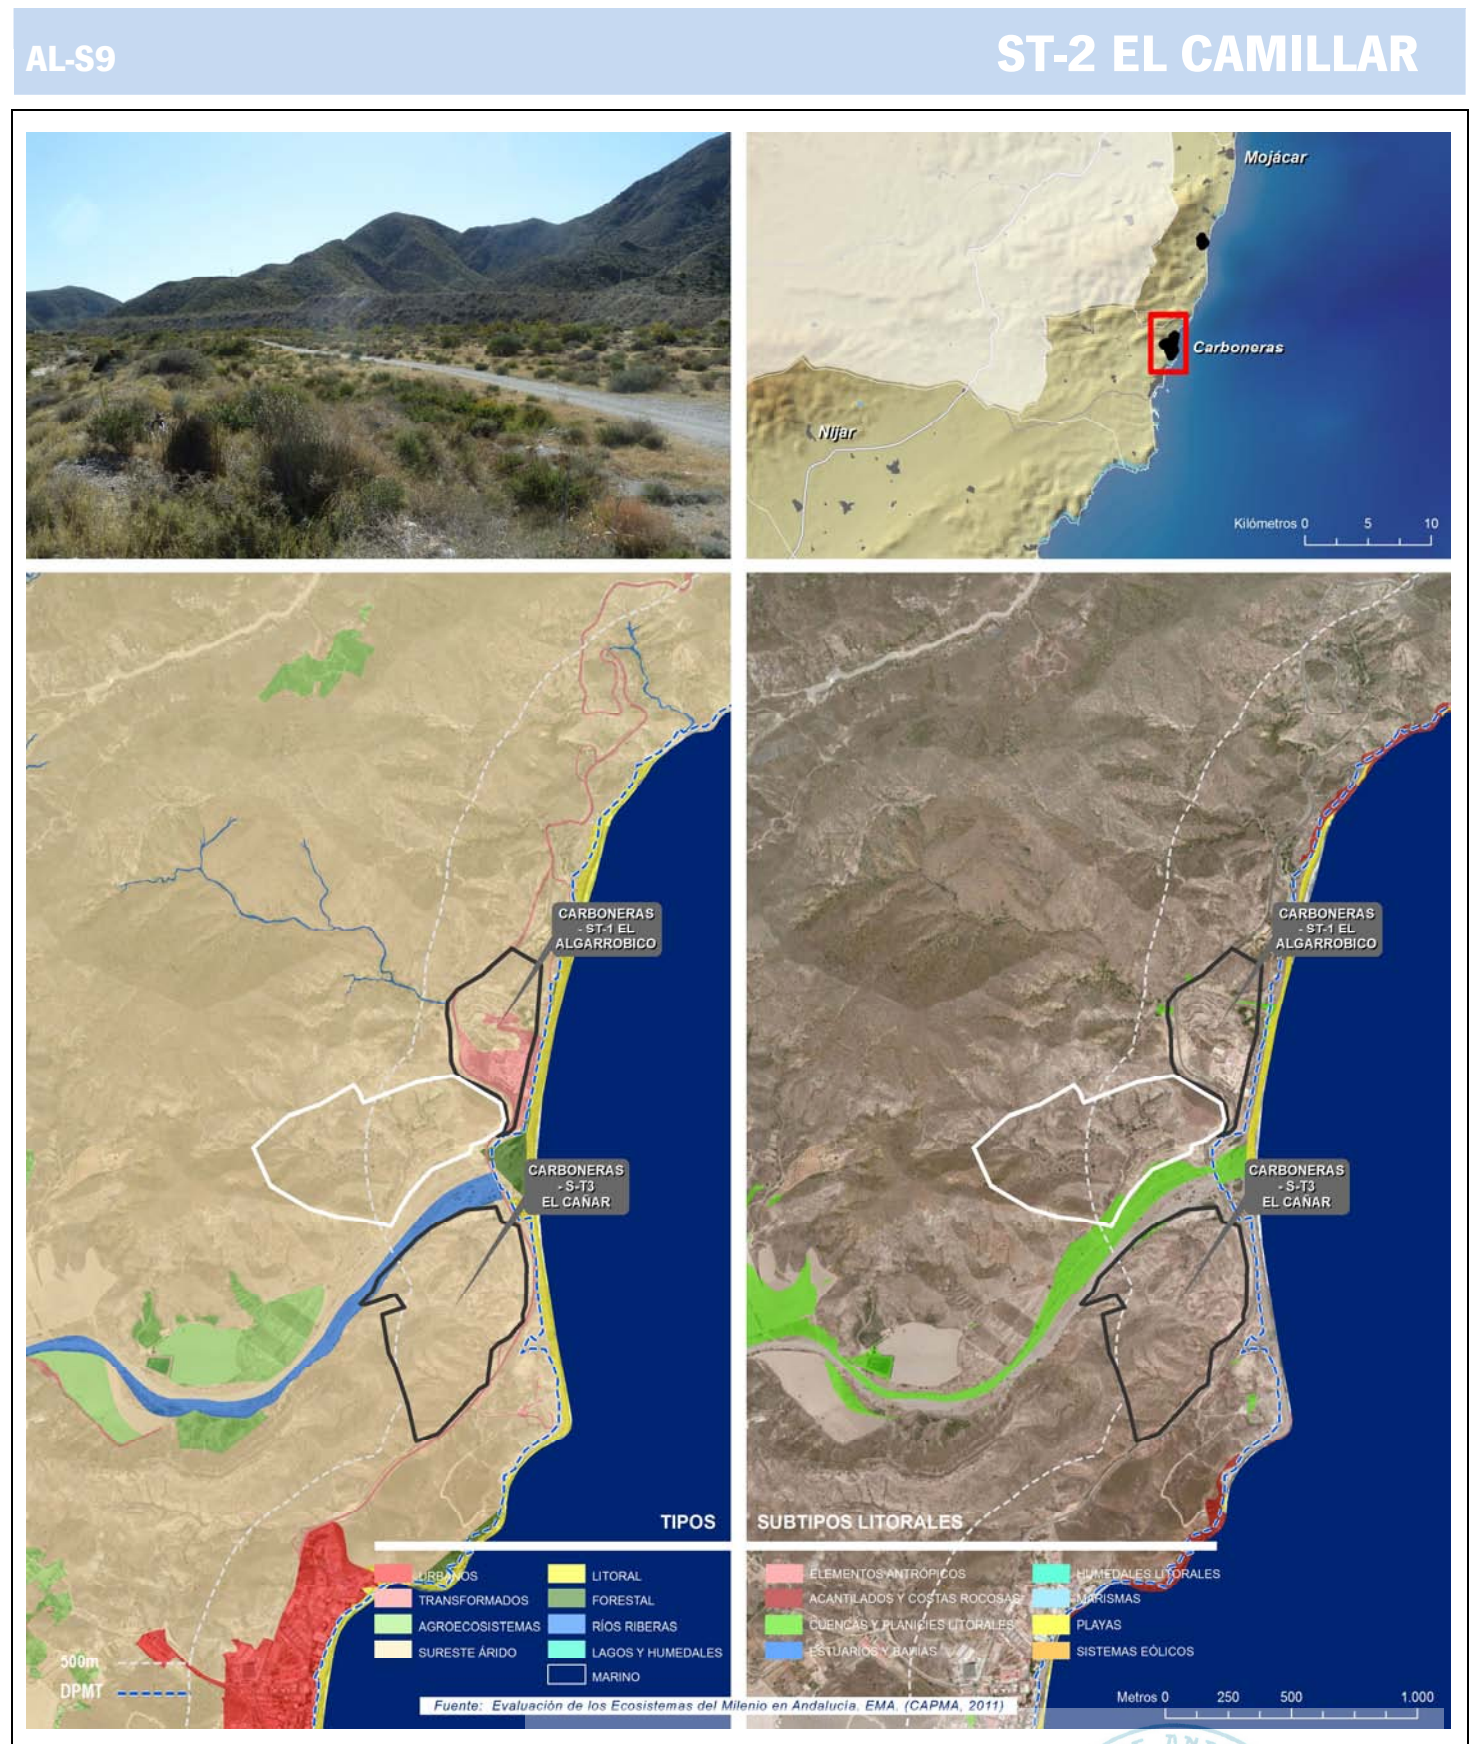 AL-S9
ST-2 EL CAMILLAR
Mojácar
Carboneras
Níjar
Kilómetros 0 5 10
CARBONERAS
- ST-1 EL
ALGARROBICO
CARBONERAS
- S-T3
EL CAÑAR
TIPOS
URBANOS
TRANSFORMADOS
AGROECOSISTEMAS
SURESTE ÁRIDO
LITORAL
FORESTAL
RÍOS RIBERAS
LAGOS Y HUMEDALES
MARINO
500m
DPMT
CARBONERAS
- ST-1 EL
ALGARROBICO
CARBONERAS
- S-T3
EL CAÑAR
SUBTIPOS LITORALES
ELEMENTOS ANTRÓPICOS
ACANTILADOS Y COSTAS ROCOSAS
CUENCAS Y PLANICIES LITORALES
ESTUARIOS Y BAHÍAS
HUMEDALES LITORALES
MARISMAS
PLAYAS
SISTEMAS EÓLICOS
Metros 0 250 500 1.000
Fuente: Evaluación de los Ecosistemas del Milenio en Andalucía. EMA. (CAPMA, 2011)